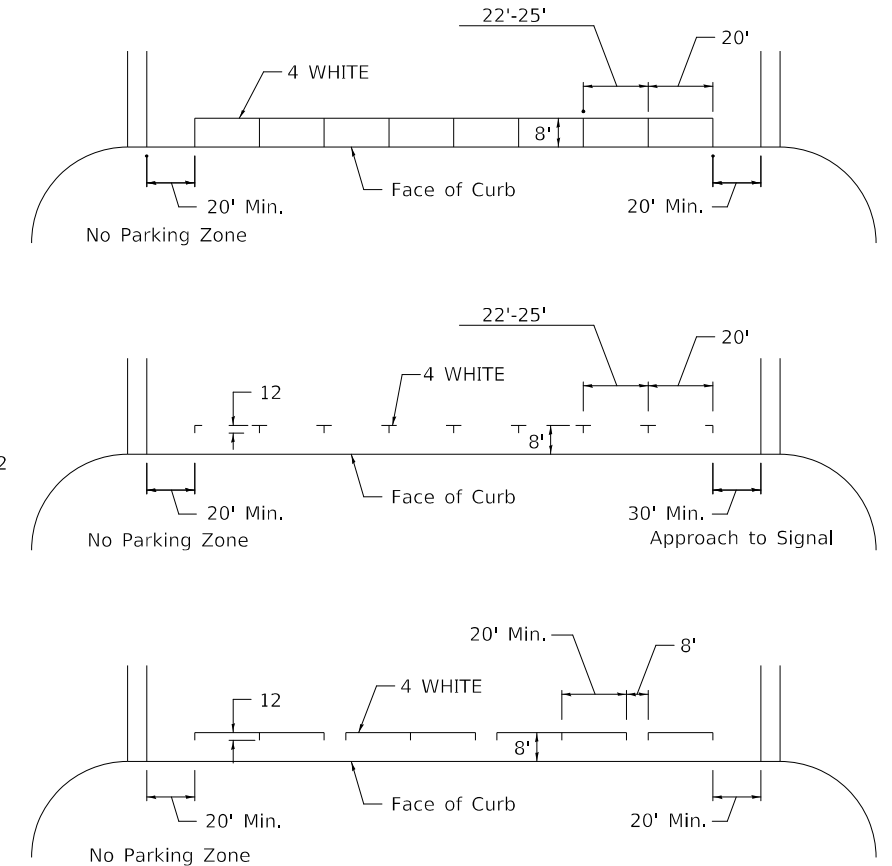 22'-25'
20'
4 WHITE
8'
Face of Curb
20' Min.
20' Min.
No Parking Zone
22'-25'
20'
4 WHITE
12
8'
2
Face of Curb
20' Min.
30' Min.
No Parking Zone
Approach to Signal
20' Min.
8'
4 WHITE
12
8'
Face of Curb
20' Min.
20' Min.
No Parking Zone